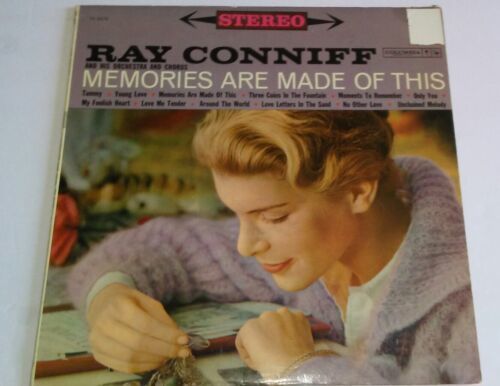 STEREO
RAY CONNIFF
COLUMBIA
AND HIS ORCHESTRA AND CHORUS
MEMORIES ARE MADE OF THIS
Tammy • Young Love • Memories Are Made Of This • Three Coins In The Fountain • Moments To Remember • Only You
My Foolish Heart • Love Me Tender • Around The World • Love Letters In The Sand • No Other Love • Unchained Melody